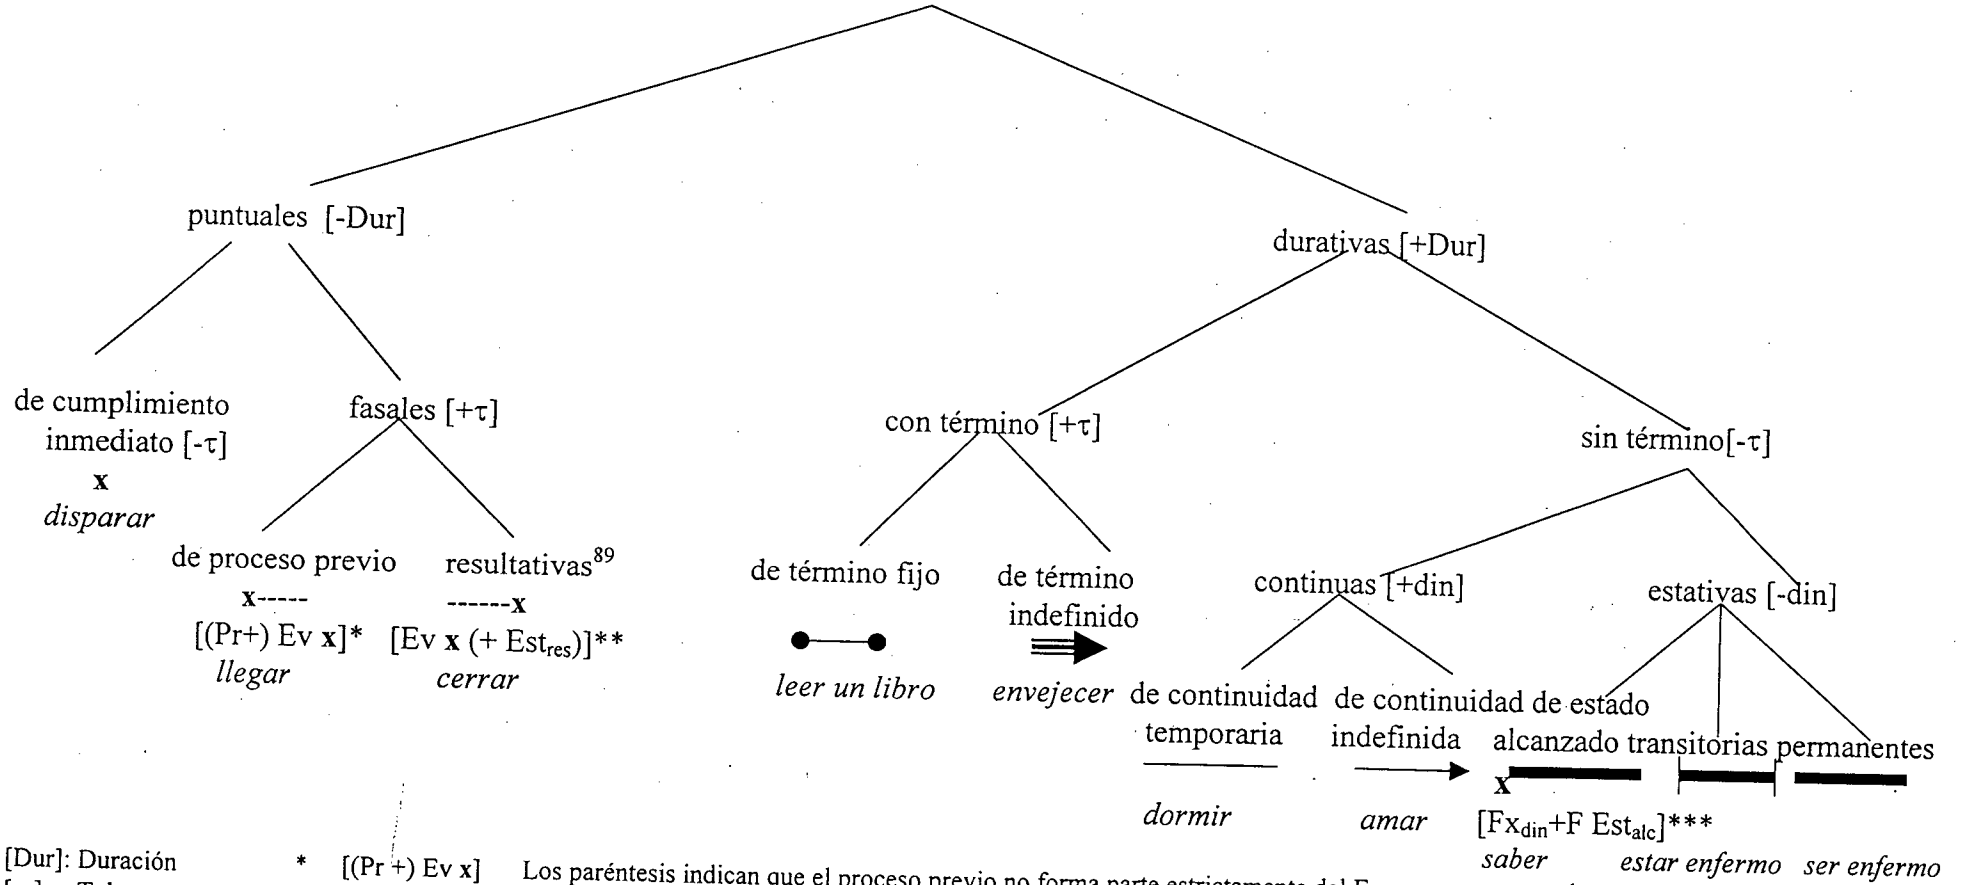 puntuales [-Dur]
durativas [+Dur]
de cumplimiento
inmediato [-τ]
x
disparar
fasales [+τ]
con término [+τ]
sin término[-τ]
de proceso previo
x-----
[(Pr+) Ev x]*
llegar
resultativas89
------x
[Ev x (+ Estres)]**
cerrar
de término fijo
leer un libro
de término
indefinido
envejecer
continuas [+din]
estativas [-din]
de continuidad
temporaria
dormir
de continuidad
indefinida
amar
de estado
alcanzado
x
[Fxdin+F Estalc]***
saber
transitorias
estar enfermo
permanentes
ser enfermo
[Dur]: Duración
* [(Pr +) Ev x] Los paréntesis indican que el proceso previo no forma parte estrictamente del